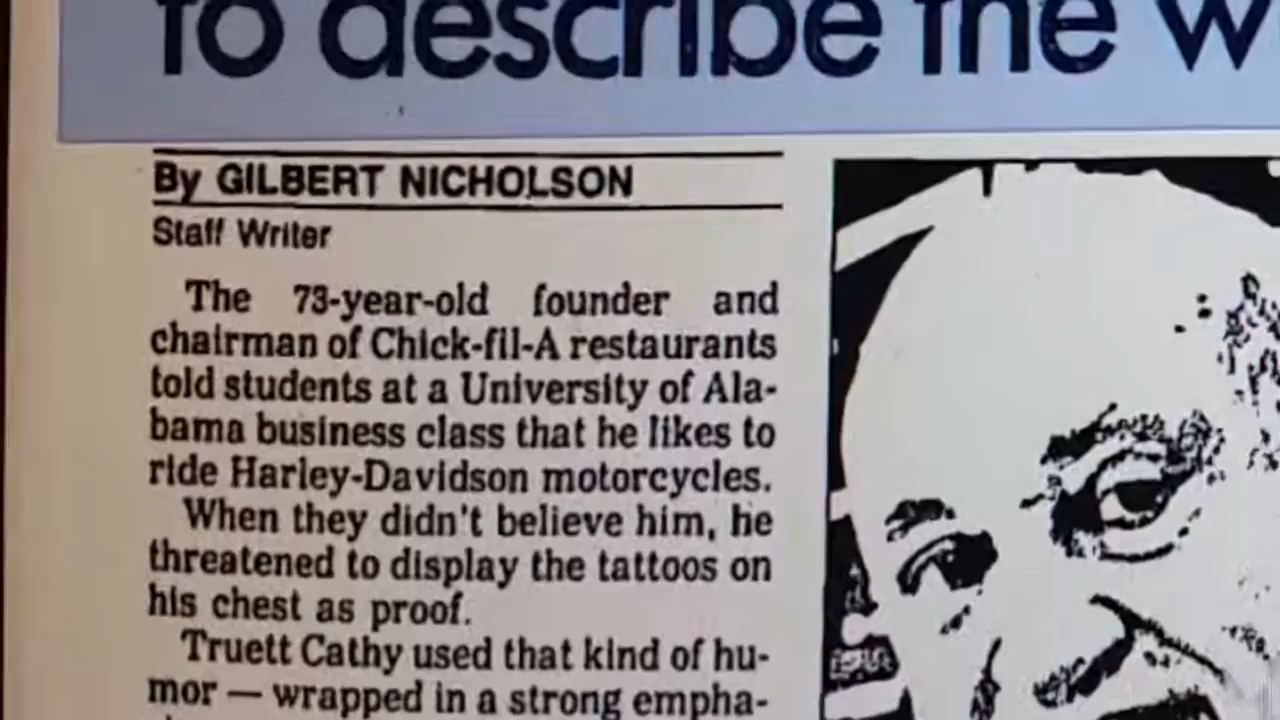 to describe the w
By GILBERT NICHOLSON
Staff Writer
The 73-year-old founder and
chairman of Chick-fil-A restaurants
told students at a University of Ala-
bama business class that he likes to
ride Harley-Davidson motorcycles.
When they didn't believe him, he
threatened to display the tattoos on
his chest as proof.
Truett Cathy used that kind of hu-
mor — wrapped in a strong empha-